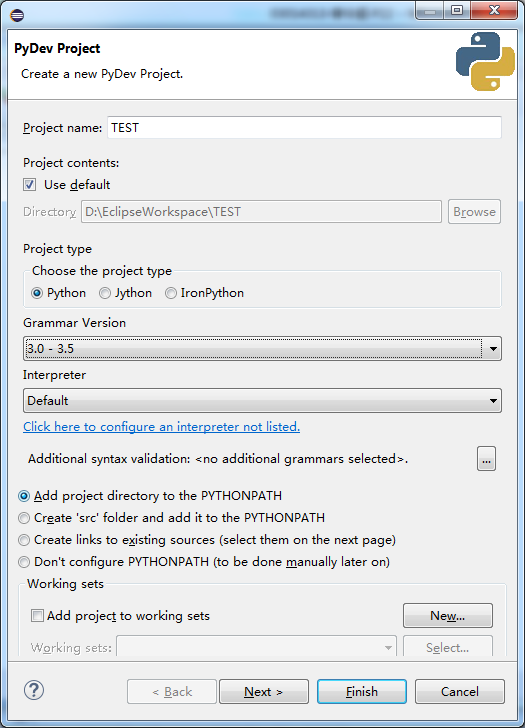 PyDev Project
Create a new PyDev Project.
Project name: TEST
Project contents:
Use default
Directory D:\EclipseWorkspace\TEST Browse
Project type
Choose the project type
Python Jython IronPython
Grammar Version
3.0 - 3.5
Interpreter
Default
Click here to configure an interpreter not listed.
Additional syntax validation: <no additional grammars selected>. ...
Add project directory to the PYTHONPATH
Create 'src' folder and add it to the PYTHONPATH
Create links to existing sources (select them on the next page)
Don't configure PYTHONPATH (to be done manually later on)
Working sets
Add project to working sets New...
Working sets: Select...
? < Back Next > Finish Cancel